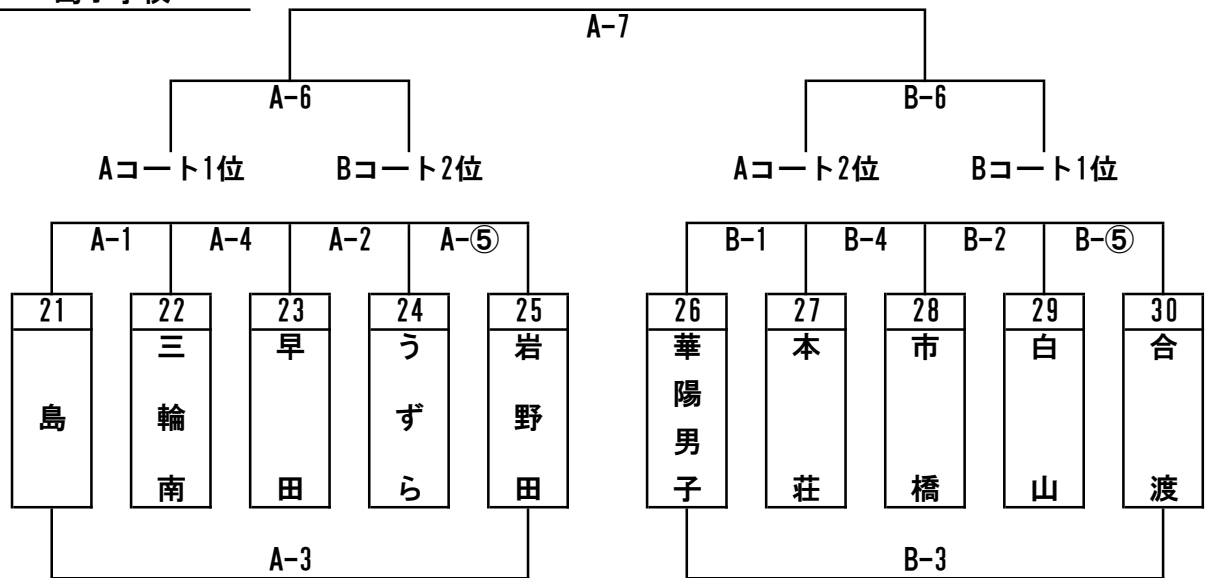 A-7
A-6 B-6
Aコート1位 Bコート2位 Aコート2位 Bコート1位
A-1 A-4 A-2 A-⑤ B-1 B-4 B-2 B-⑤
21 22 23 24 25 26 27 28 29 30
島 三輪南 早田 うずら 岩野田 華陽男子 本荘 市橋 白山 合渡
A-3 B-3